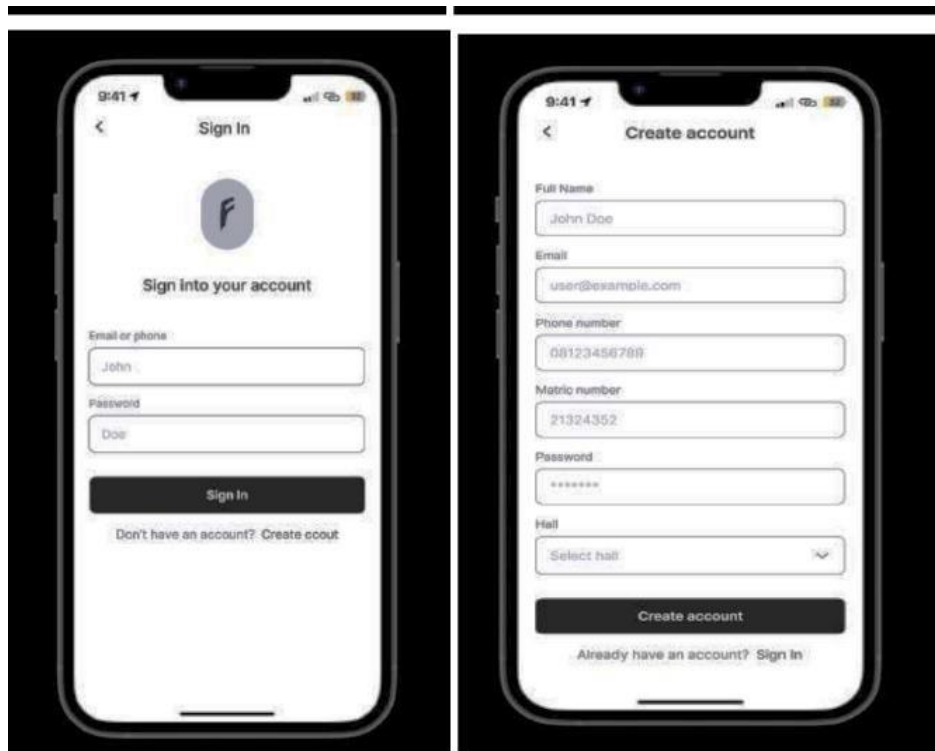 9:41
32
Sign In
F
Sign into your account
Email or phone
John
Password
Doe
Sign In
Don't have an account? Create ccout
9:41
32
Create account
Full Name
John Doe
Email
user@example.com
Phone number
08123456789
Matric number
21324352
Password
*******
Hall
Select hall
Create account
Already have an account? Sign In